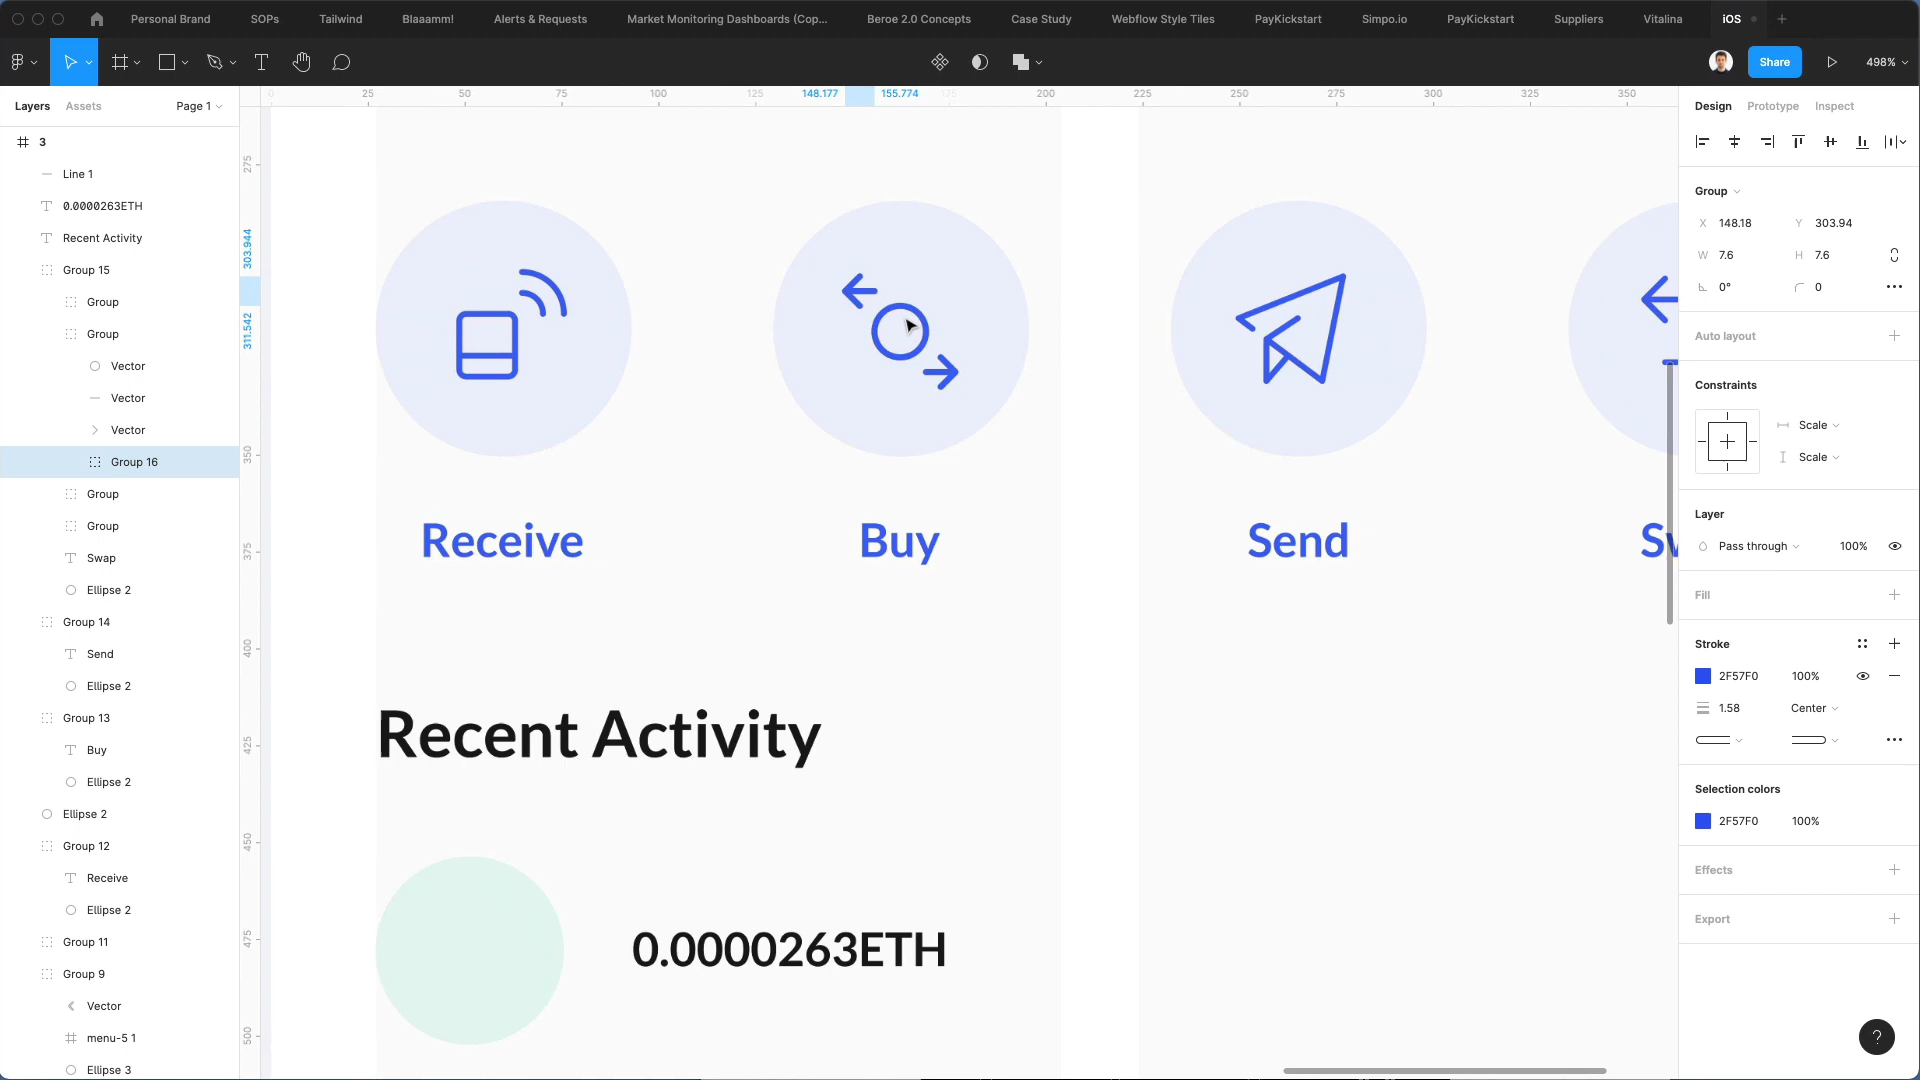 Personal Brand
SOPs
Tailwind
Blaaamm!
Alerts & Requests
Market Monitoring Dashboards (Cop...
Beroe 2.0 Concepts
Case Study
Webflow Style Tiles
PayKickstart
Simpo.io
PayKickstart
Suppliers
Vitalina
iOS
Share
498%
Layers
Assets
Page 1
3
Line 1
0.0000263ETH
Recent Activity
Group 15
Group
Group
Vector
Vector
Vector
Group 16
Group
Group
Swap
Ellipse 2
Group 14
Send
Ellipse 2
Group 13
Buy
Ellipse 2
Ellipse 2
Group 12
Receive
Ellipse 2
Group 11
Group 9
Vector
menu-5 1
Ellipse 3
0
25
50
75
100
125
148.177
155.774
175
200
225
250
275
300
325
350
275
303.944
311.542
350
375
400
425
450
475
500
Receive
Buy
Send
Recent Activity
0.0000263ETH
Design
Prototype
Inspect
Group
X 148.18
Y 303.94
W 7.6
H 7.6
0°
0
Auto layout
Constraints
Scale
Scale
Layer
Pass through
100%
Fill
Stroke
2F57F0
100%
1.58
Center
Selection colors
2F57F0
100%
Effects
Export
?